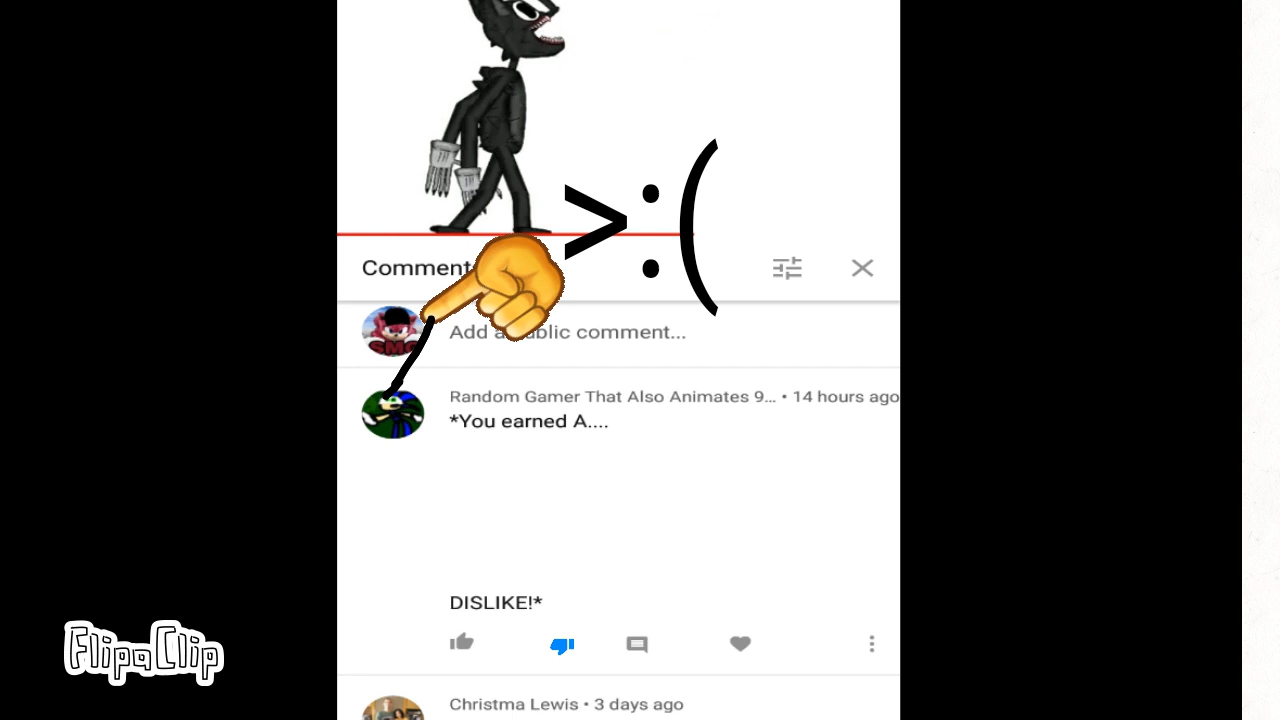 >:(
Comment
SMG
Add a public comment...
Random Gamer That Also Animates 9... • 14 hours ago
*You earned A....
DISLIKE!*
Christma Lewis • 3 days ago
FlipaClip